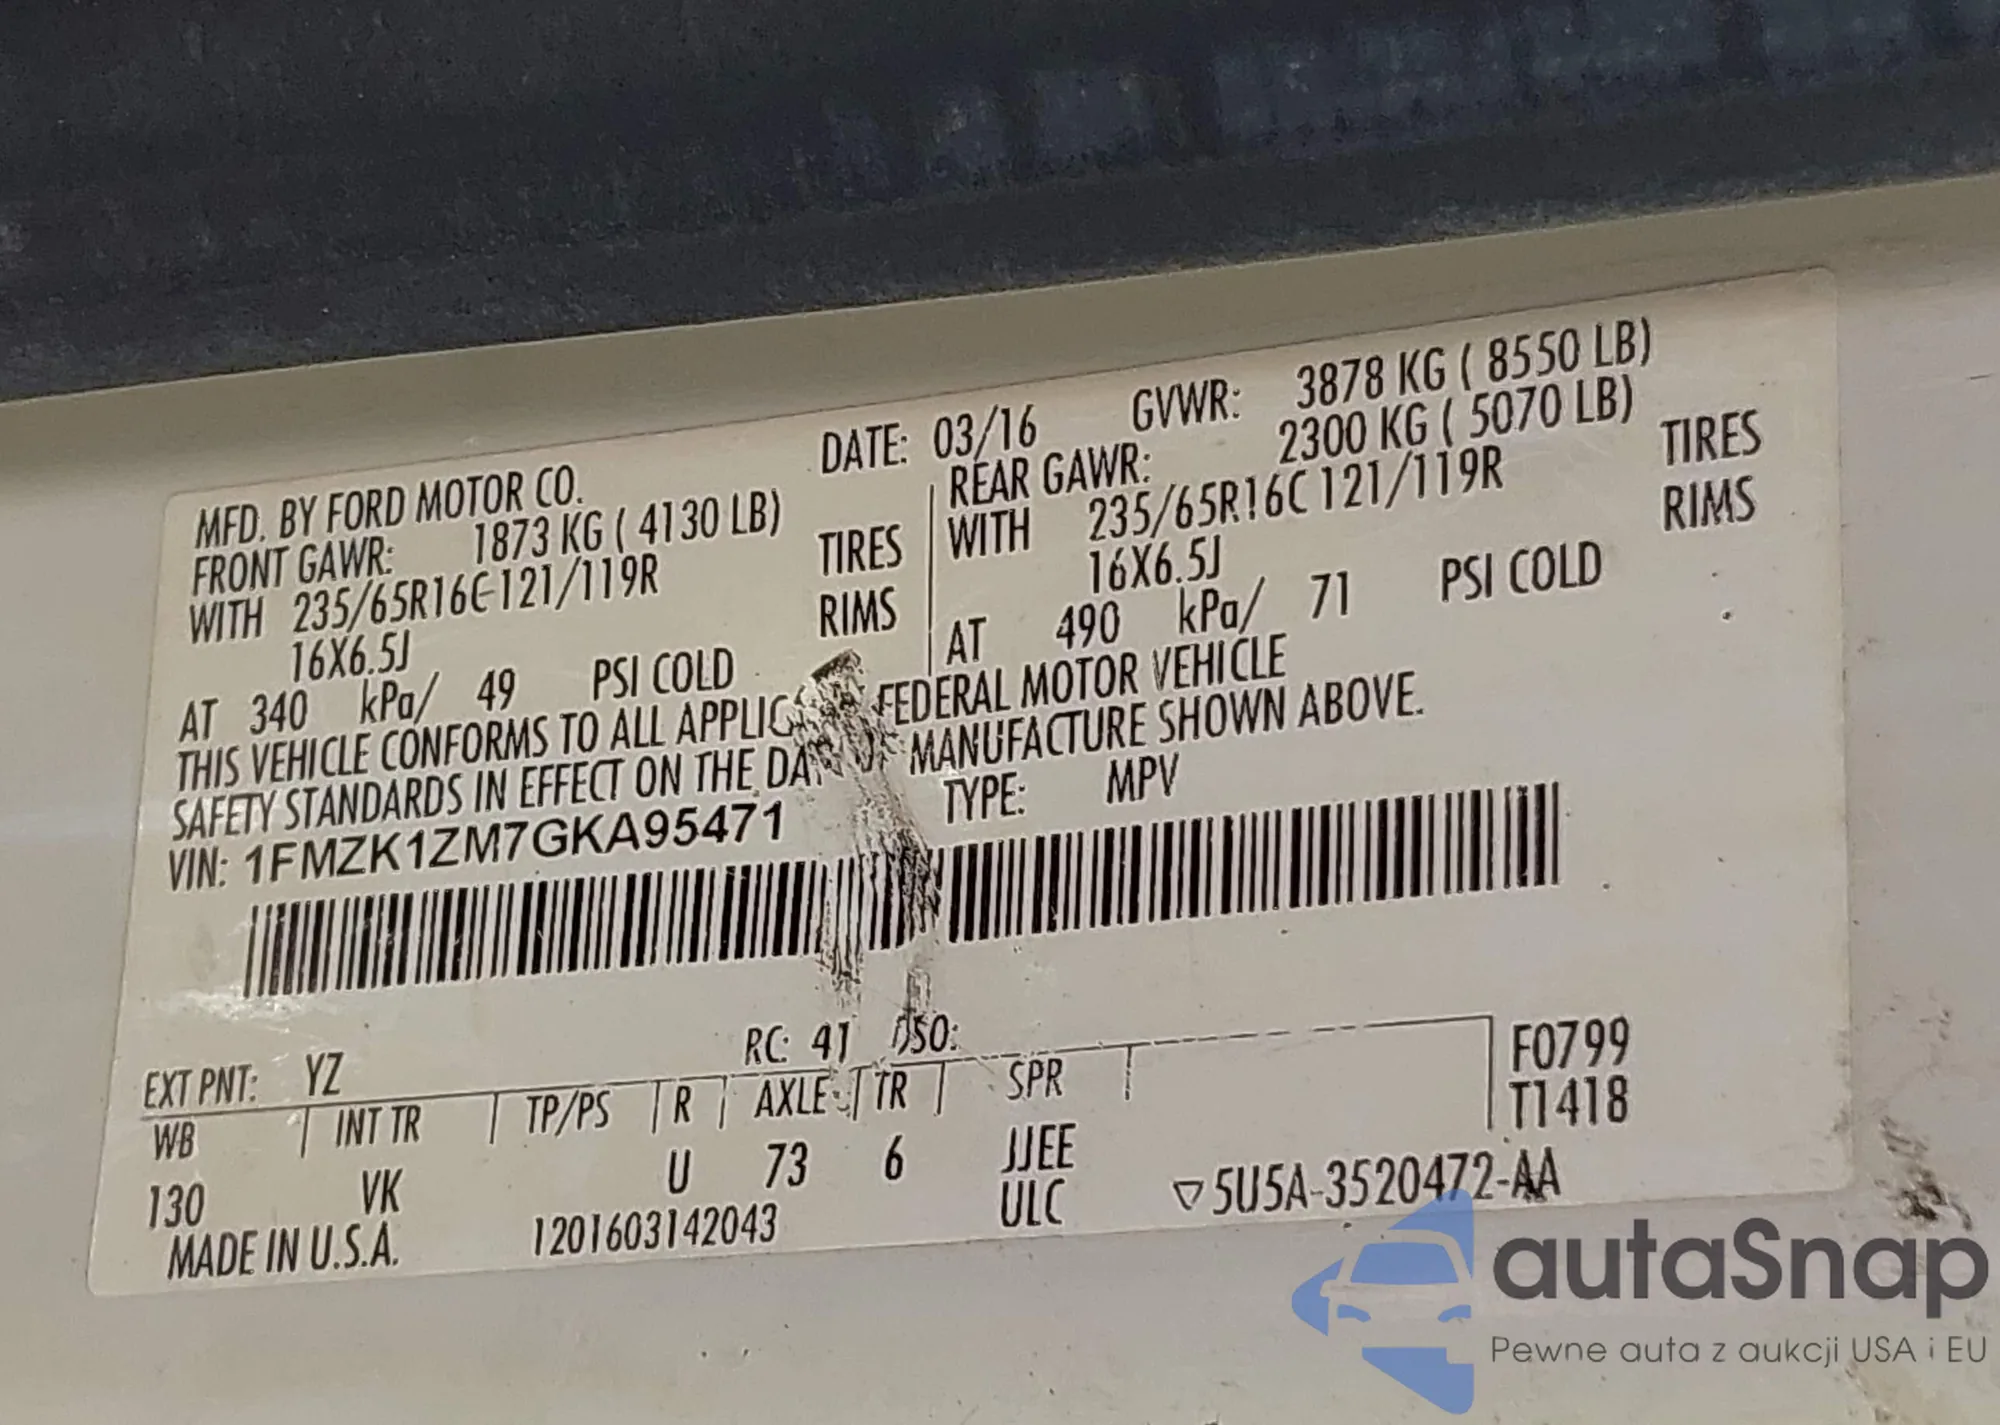 DATE: 03/16 GVWR: 3878 KG ( 8550 LB)
MFD. BY FORD MOTOR CO.
FRONT GAWR: 1873 KG ( 4130 LB)
WITH 235/65R16C 121/119R TIRES
16X6.5J RIMS
AT 340 kPa/ 49 PSI COLD
REAR GAWR: 2300 KG ( 5070 LB)
WITH 235/65R16C 121/119R TIRES
16X6.5J RIMS
AT 490 kPa/ 71 PSI COLD
THIS VEHICLE CONFORMS TO ALL FEDERAL MOTOR VEHICLE
SAFETY STANDARDS IN EFFECT ON THE MANUFACTURE SHOWN ABOVE.
VIN: 1FMZK1ZM7GKA95471 TYPE: MPV
EXT PNT: YZ RC: 41 DSO:
WB INT TR TP/PS R AXLE TR SPR
130 VK U 73 6 JJEE
ULC
F0799
T1418
▽5U5A-3520472-AA
MADE IN U.S.A. 1201603142043
autaSnap
Pewne auta z aukcji USA i EU